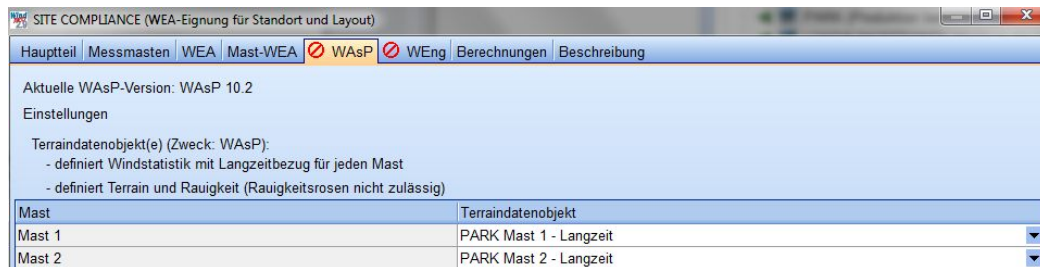 SITE COMPLIANCE (WEA-Eignung für Standort und Layout)
Hauptteil Messmasten WEA Mast-WEA WAsP WEng Berechnungen Beschreibung
Aktuelle WAsP-Version: WAsP 10.2
Einstellungen
Terraindatenobjekt(e) (Zweck: WAsP):
- definiert Windstatistik mit Langzeitbezug für jeden Mast
- definiert Terrain und Rauigkeit (Rauigkeitsrosen nicht zulässig)
Mast Terraindatenobjekt
Mast 1 PARK Mast 1 - Langzeit
Mast 2 PARK Mast 2 - Langzeit